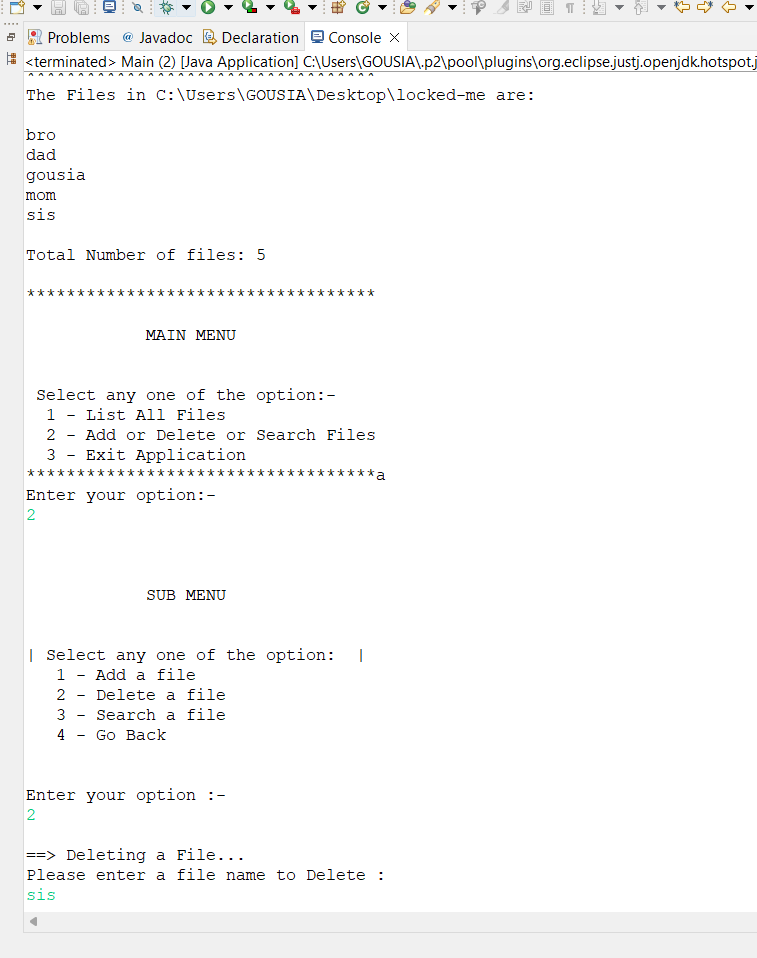 Problems @ Javadoc Declaration Console
<terminated> Main (2) [Java Application] C:\Users\GOUSIA\.p2\pool\plugins\org.eclipse.justj.openjdk.hotspot.j
The Files in C:\Users\GOUSIA\Desktop\locked-me are:
bro
dad
gousia
mom
sis
Total Number of files: 5
***********************************
MAIN MENU
Select any one of the option:-
1 - List All Files
2 - Add or Delete or Search Files
3 - Exit Application
***********************************a
Enter your option:-
2
SUB MENU
| Select any one of the option:  |
1 - Add a file
2 - Delete a file
3 - Search a file
4 - Go Back
Enter your option :-
2
==> Deleting a File...
Please enter a file name to Delete :
sis